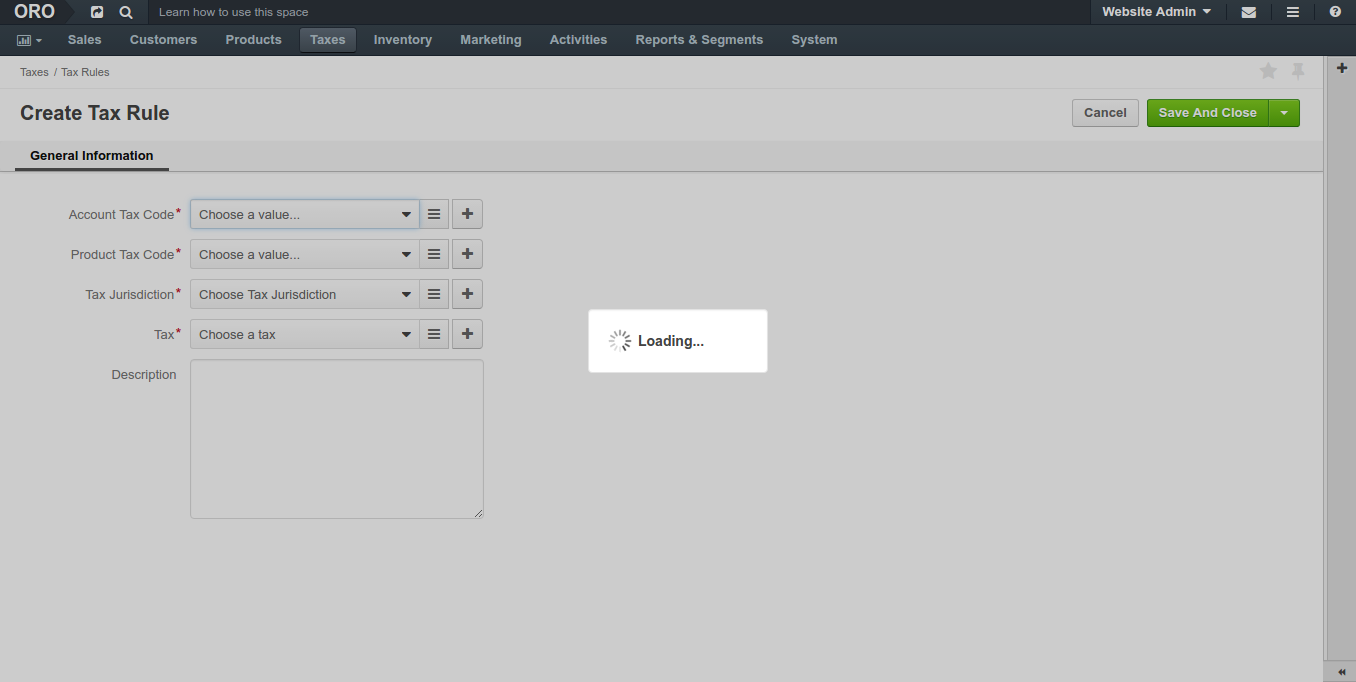 ORO Learn how to use this space Website Admin
Sales Customers Products Taxes Inventory Marketing Activities Reports & Segments System
Taxes / Tax Rules
Create Tax Rule Cancel Save And Close
General Information
Account Tax Code* Choose a value...
Product Tax Code* Choose a value...
Tax Jurisdiction* Choose Tax Jurisdiction
Tax* Choose a tax
Loading...
Description